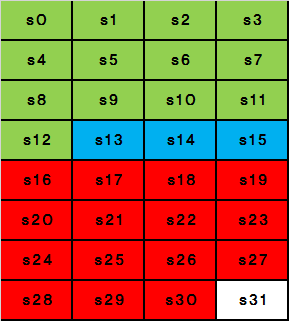 s0 s1 s2 s3
s4 s5 s6 s7
s8 s9 s10 s11
s12 s13 s14 s15
s16 s17 s18 s19
s20 s21 s22 s23
s24 s25 s26 s27
s28 s29 s30 s31